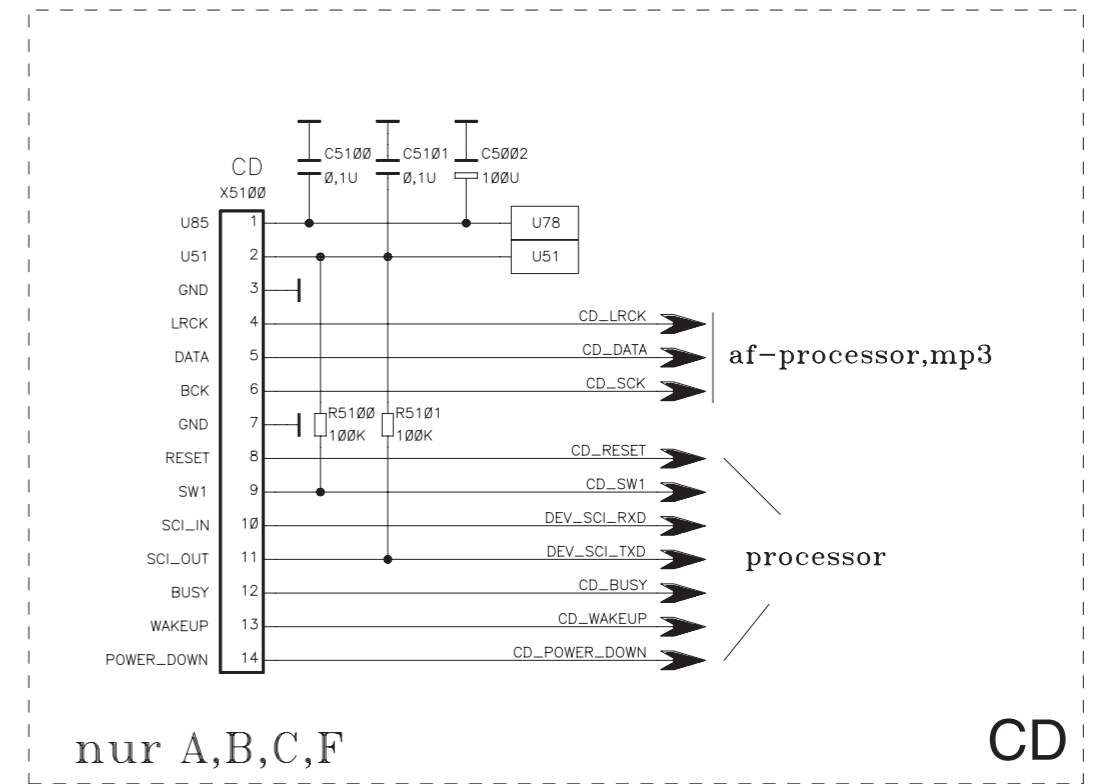 C5100 C5101 C5002
0,1U 0,1U 100U
CD
X5100
U85 1 U78
U51 2 U51
GND 3
LRCK 4 CD_LRCK
DATA 5 CD_DATA
af-processor,mp3
BCK 6 CD_SCK
GND 7 R5100 R5101
100K 100K
RESET 8 CD_RESET
SW1 9 CD_SW1
SCI_IN 10 DEV_SCI_RXD
SCI_OUT 11 DEV_SCI_TXD
processor
BUSY 12 CD_BUSY
WAKEUP 13 CD_WAKEUP
POWER_DOWN 14 CD_POWER_DOWN
nur A,B,C,F
CD